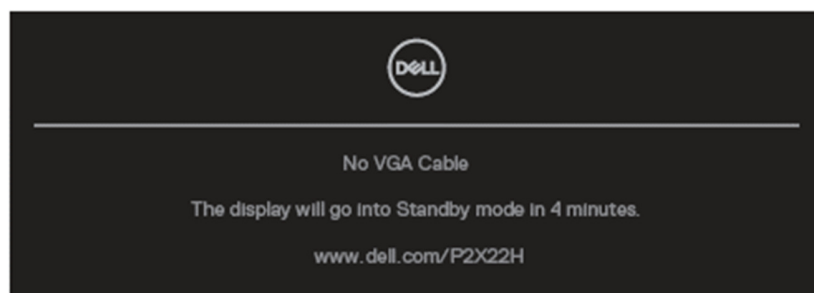 DELL
No VGA Cable
The display will go into Standby mode in 4 minutes.
www.dell.com/P2X22H